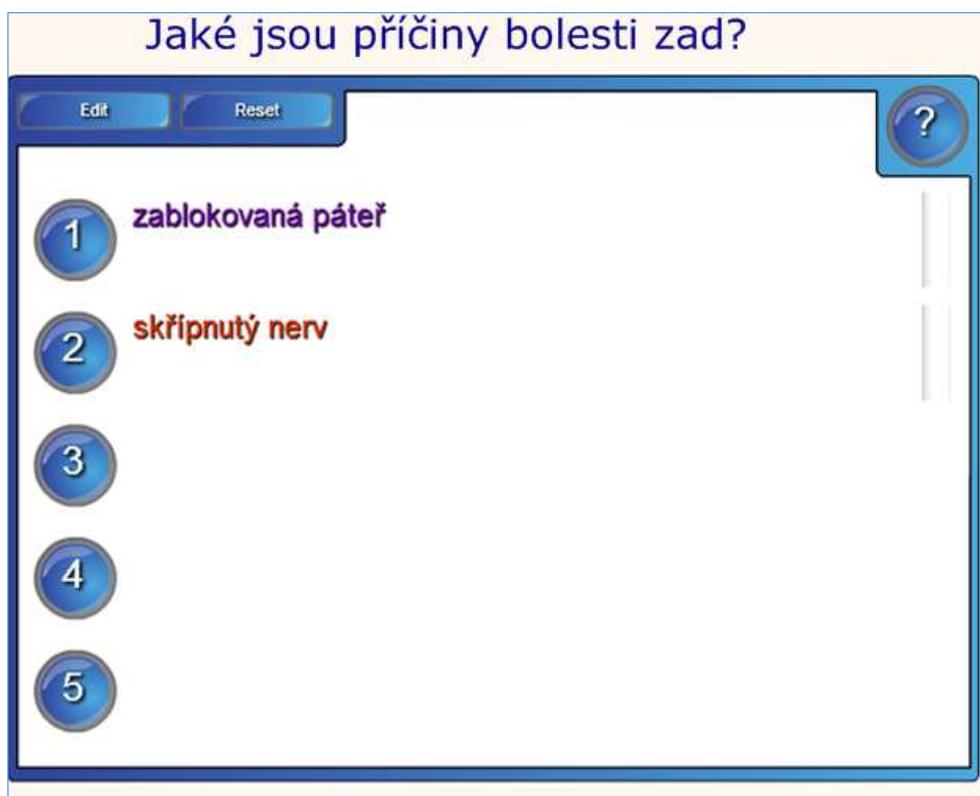 Jaké jsou příčiny bolesti zad?
Edit Reset ?
1 zablokovaná páteř
2 skřípnutý nerv
3
4
5